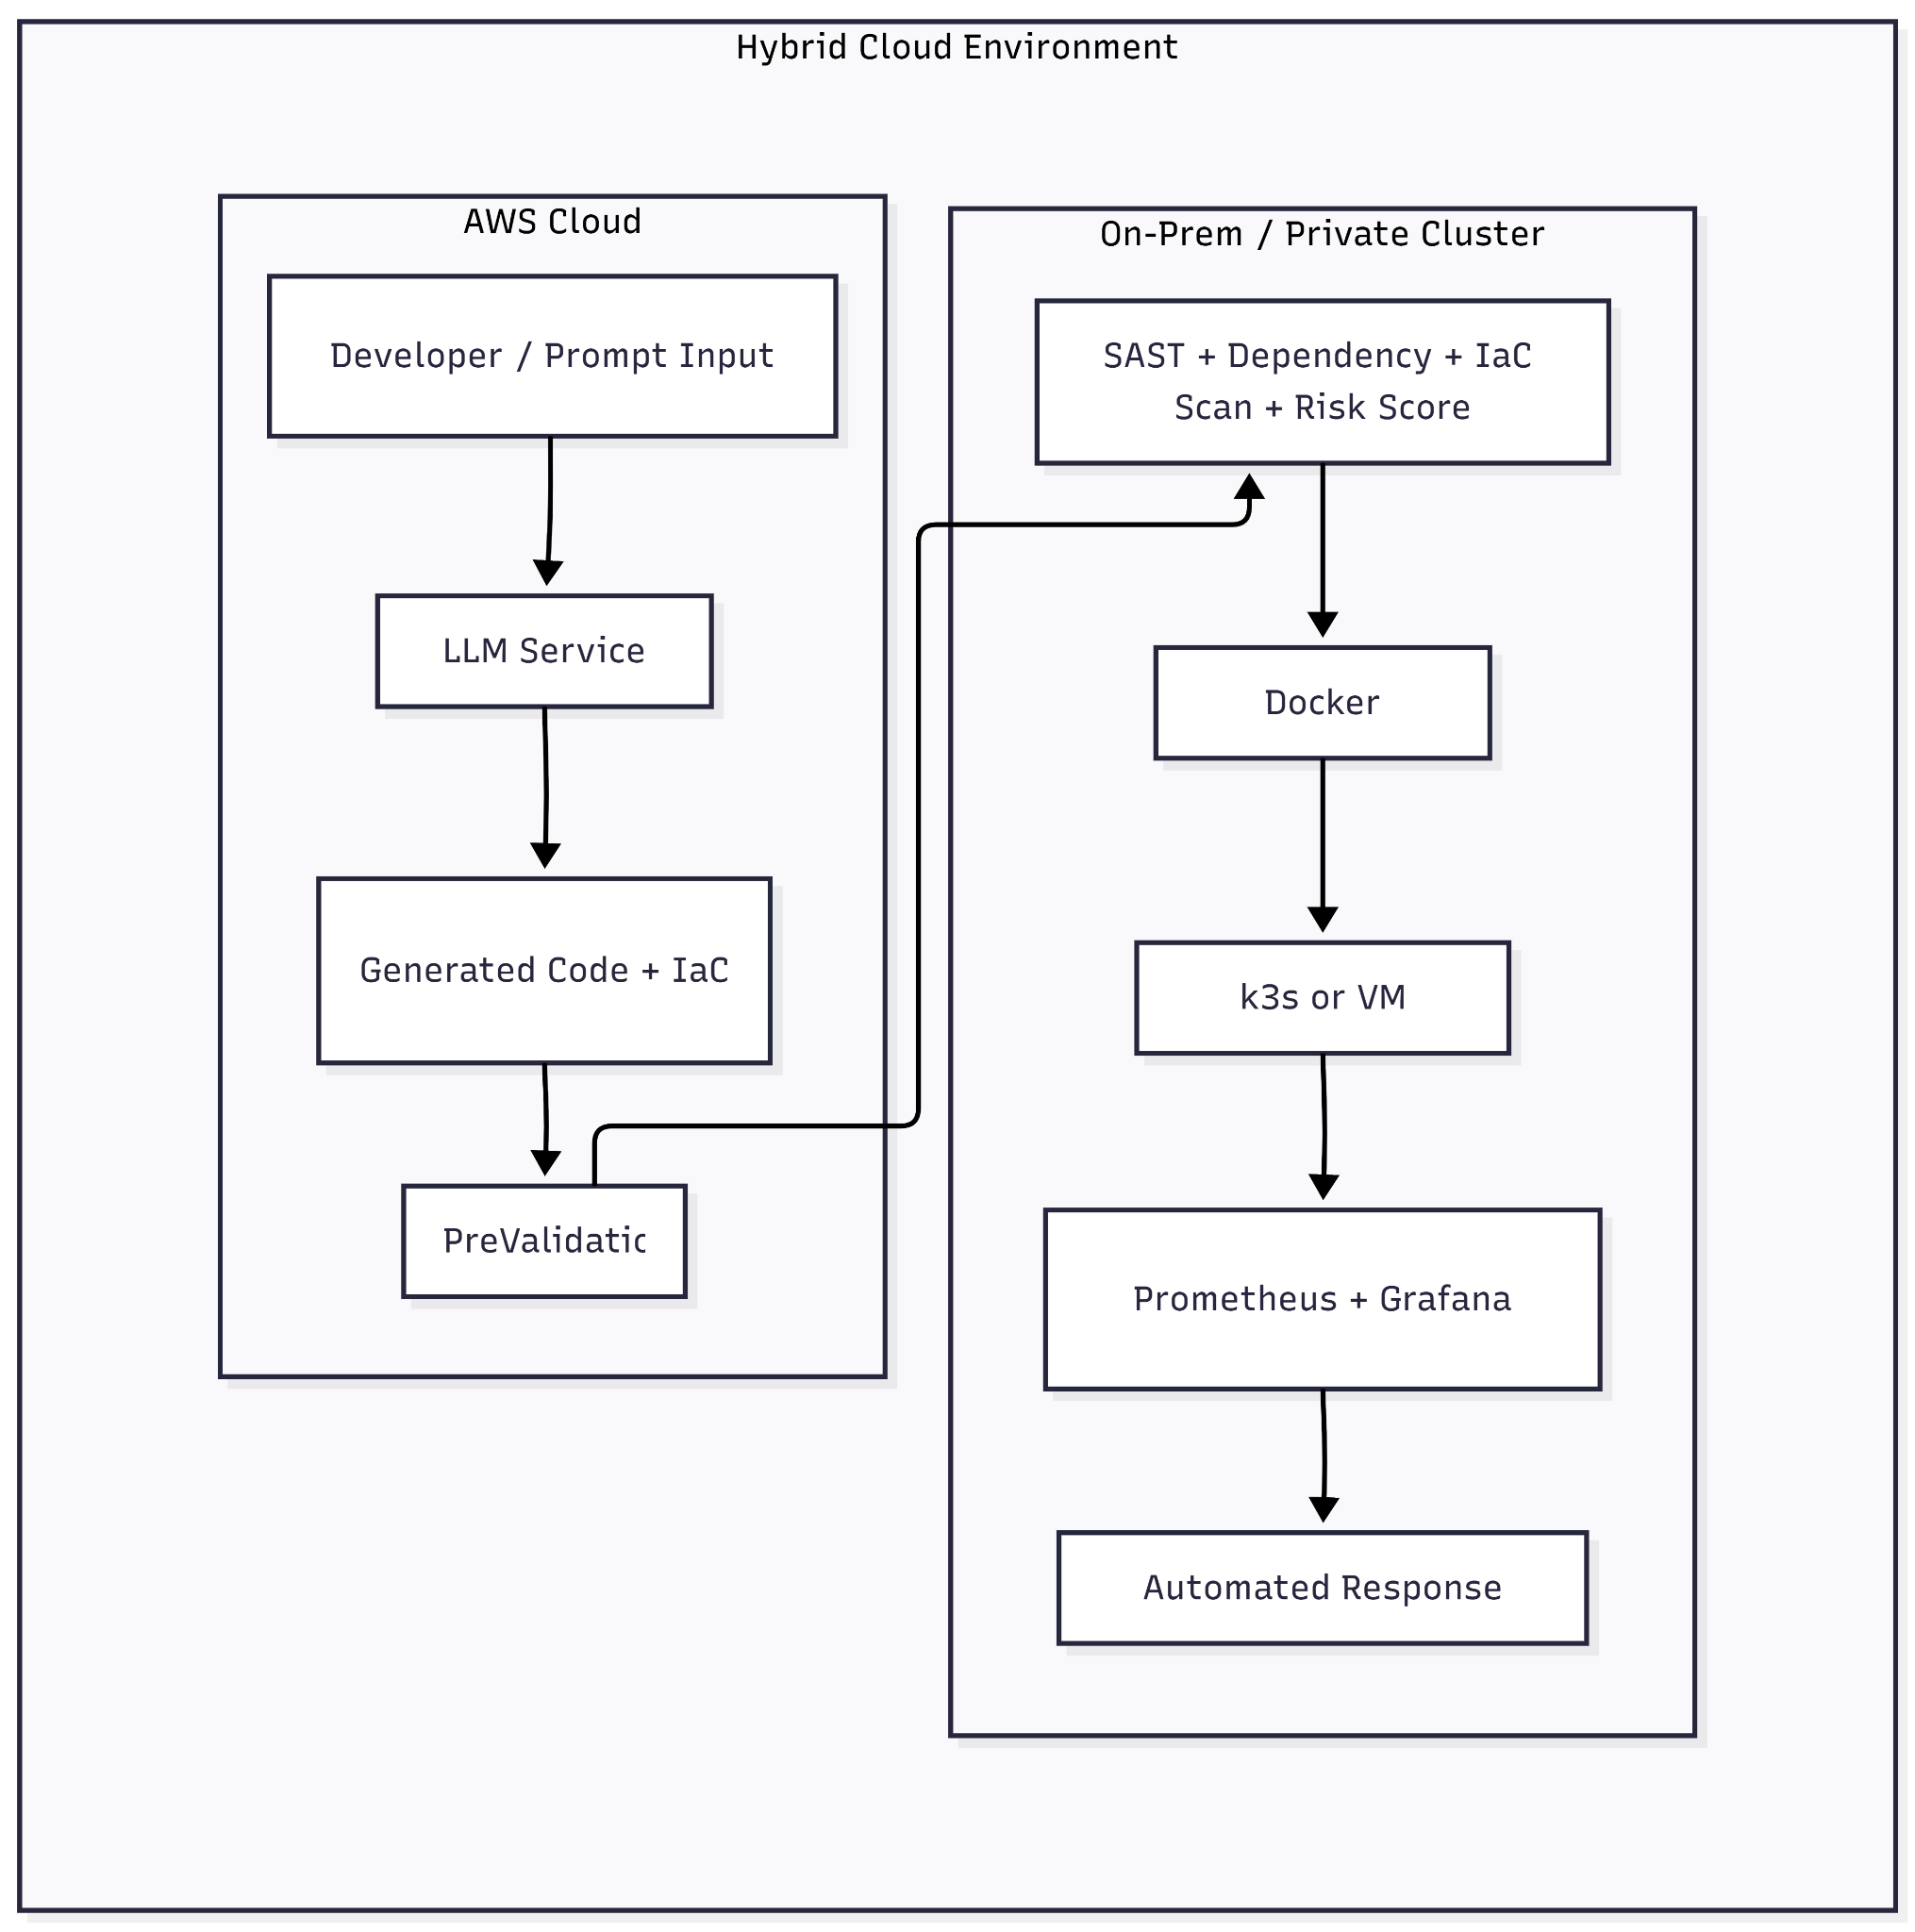 Hybrid Cloud Environment
AWS Cloud
Developer / Prompt Input
LLM Service
Generated Code + IaC
PreValidatic
On-Prem / Private Cluster
SAST + Dependency + IaC
Scan + Risk Score
Docker
k3s or VM
Prometheus + Grafana
Automated Response